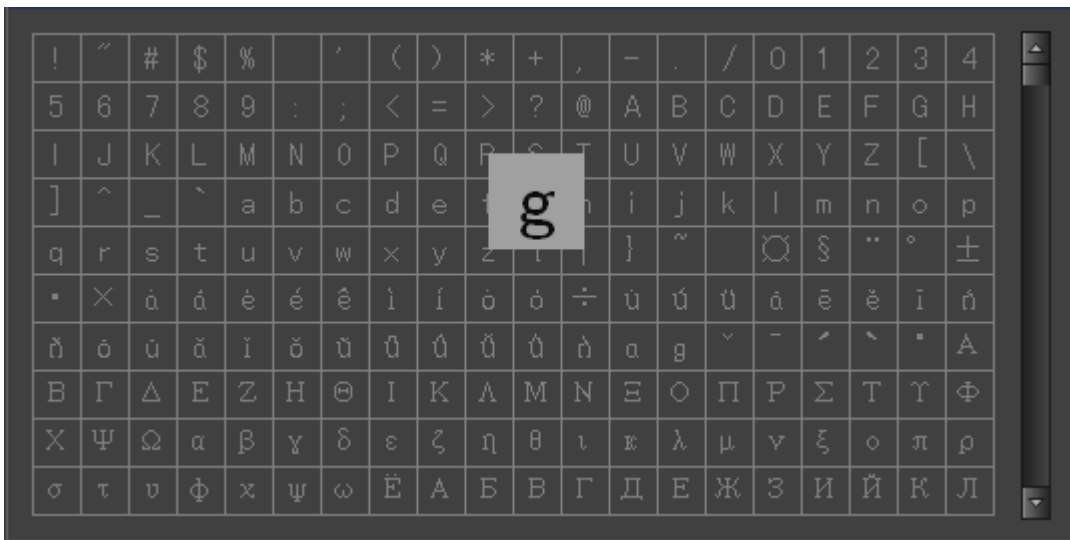 ! ″ # $ % ′ ( ) * + , - . / 0 1 2 3 4
5 6 7 8 9 : ; < = > ? @ A B C D E F G H
I J K L M N O P Q R S T U V W X Y Z [ \
] ^ _ ` a b c d e f g h i j k l m n o p
q r s t u v w x y z { | } ~ ¤ § ¨ ° ±
× à á è é ê ì í ò ó ÷ ù ú ü ā ē ě ī
ō ū ǎ ǐ ǒ ǔ ǖ ǘ ǚ ǜ ɑ ɡ ˇ Α
Β Γ Δ Ε Ζ Η Θ Ι Κ Λ Μ Ν Ξ Ο Π Ρ Σ Τ Υ Φ
Χ Ψ Ω α β γ δ ε ζ η θ ι κ λ μ ν ξ ο π ρ
σ τ υ φ χ ψ ω Ё А Б В Г Д Е Ж З И Й К Л